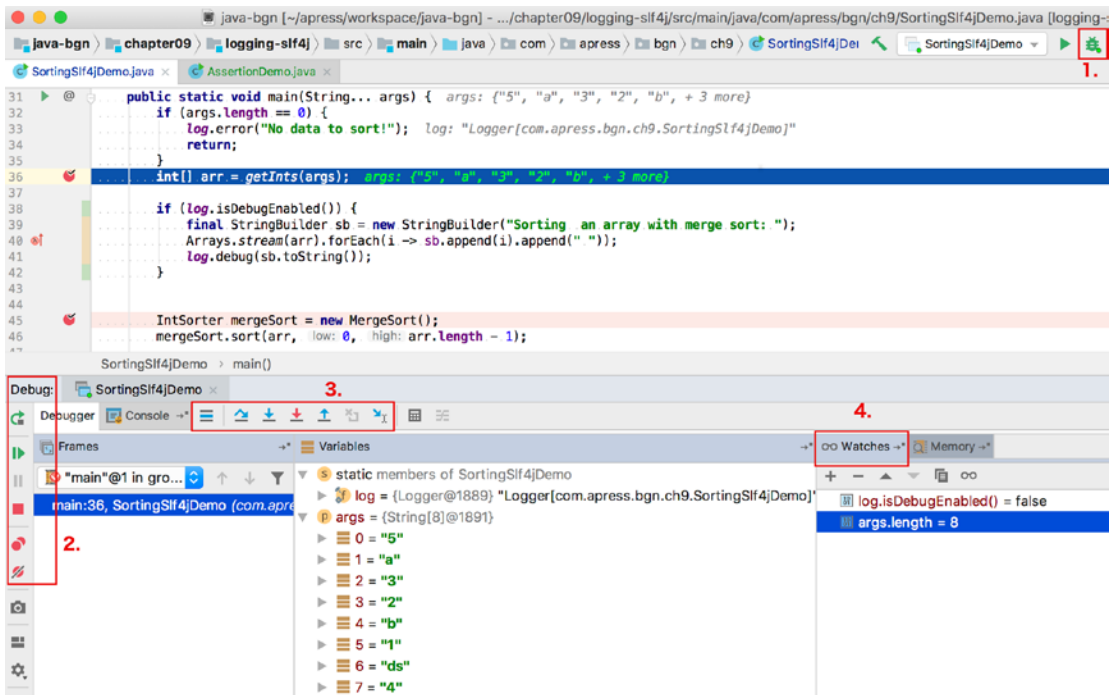 java-bgn [~/apress/workspace/java-bgn] - .../chapter09/logging-slf4j/src/main/java/com/apress/bgn/ch9/SortingSlf4jDemo.java [logging-s
java-bgn chapter09 logging-slf4j src main java com apress bgn ch9 SortingSlf4jDer SortingSlf4jDemo
1.
SortingSlf4jDemo.java × AssertionDemo.java ×
31 @ public static void main(String... args) { args: {"5", "a", "3", "2", "b", + 3 more}
32 if (args.length == 0) {
33 log.error("No data to sort!"); log: "Logger[com.apress.bgn.ch9.SortingSlf4jDemo]"
34 return;
35 }
36 int[] arr = getInts(args); args: {"5", "a", "3", "2", "b", + 3 more}
37
38 if (log.isDebugEnabled()) {
39 final StringBuilder sb = new StringBuilder("Sorting  an array with merge sort: ");
40 Arrays.stream(arr).forEach(i -> sb.append(i).append(" "));
41 log.debug(sb.toString());
42 }
43
44
45 IntSorter mergeSort = new MergeSort();
46 mergeSort.sort(arr, low: 0, high: arr.length - 1);
SortingSlf4jDemo > main()
Debug: SortingSlf4jDemo ×
3.
4.
Debugger Console
Frames Variables Watches Memory
"main"@1 in gro...
main:36, SortingSlf4jDemo (com.apre
2.
static members of SortingSlf4jDemo
log = {Logger@1889} "Logger[com.apress.bgn.ch9.SortingSlf4jDemo]"
args = {String[8]@1891}
0 = "5"
1 = "a"
2 = "3"
3 = "2"
4 = "b"
5 = "1"
6 = "ds"
7 = "4"
log.isDebugEnabled() = false
args.length = 8